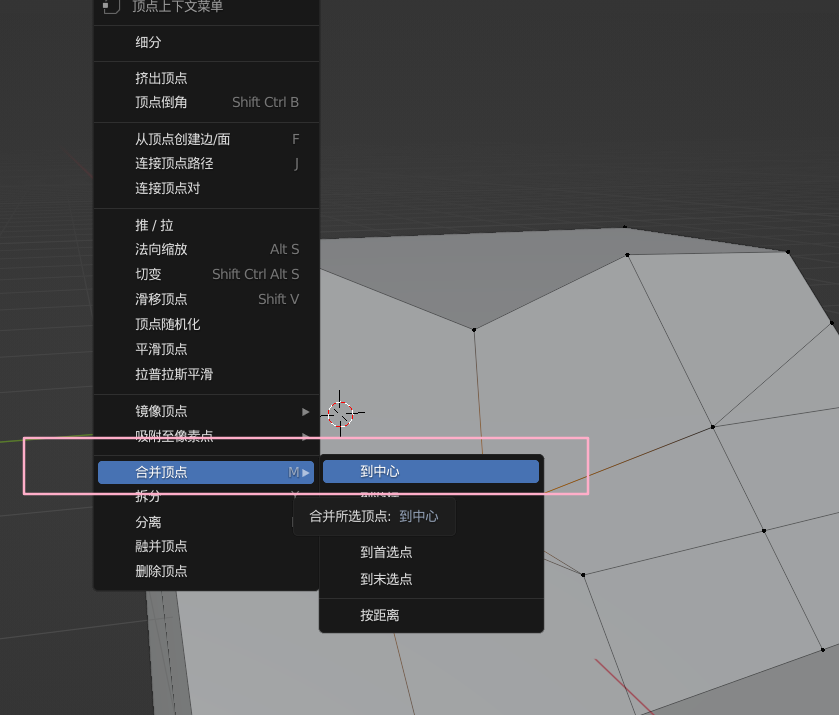 顶点上下文菜单
细分
挤出顶点
顶点倒角 Shift Ctrl B
从顶点创建边/面 F
连接顶点路径 J
连接顶点对
推 / 拉
法向缩放 Alt S
切变 Shift Ctrl Alt S
滑移顶点 Shift V
顶点随机化
平滑顶点
拉普拉斯平滑
镜像顶点
吸附至像素点
合并顶点 M
到中心
拆分 Y
合并所选顶点: 到中心
分离
到首选点
融并顶点
到末选点
删除顶点
按距离